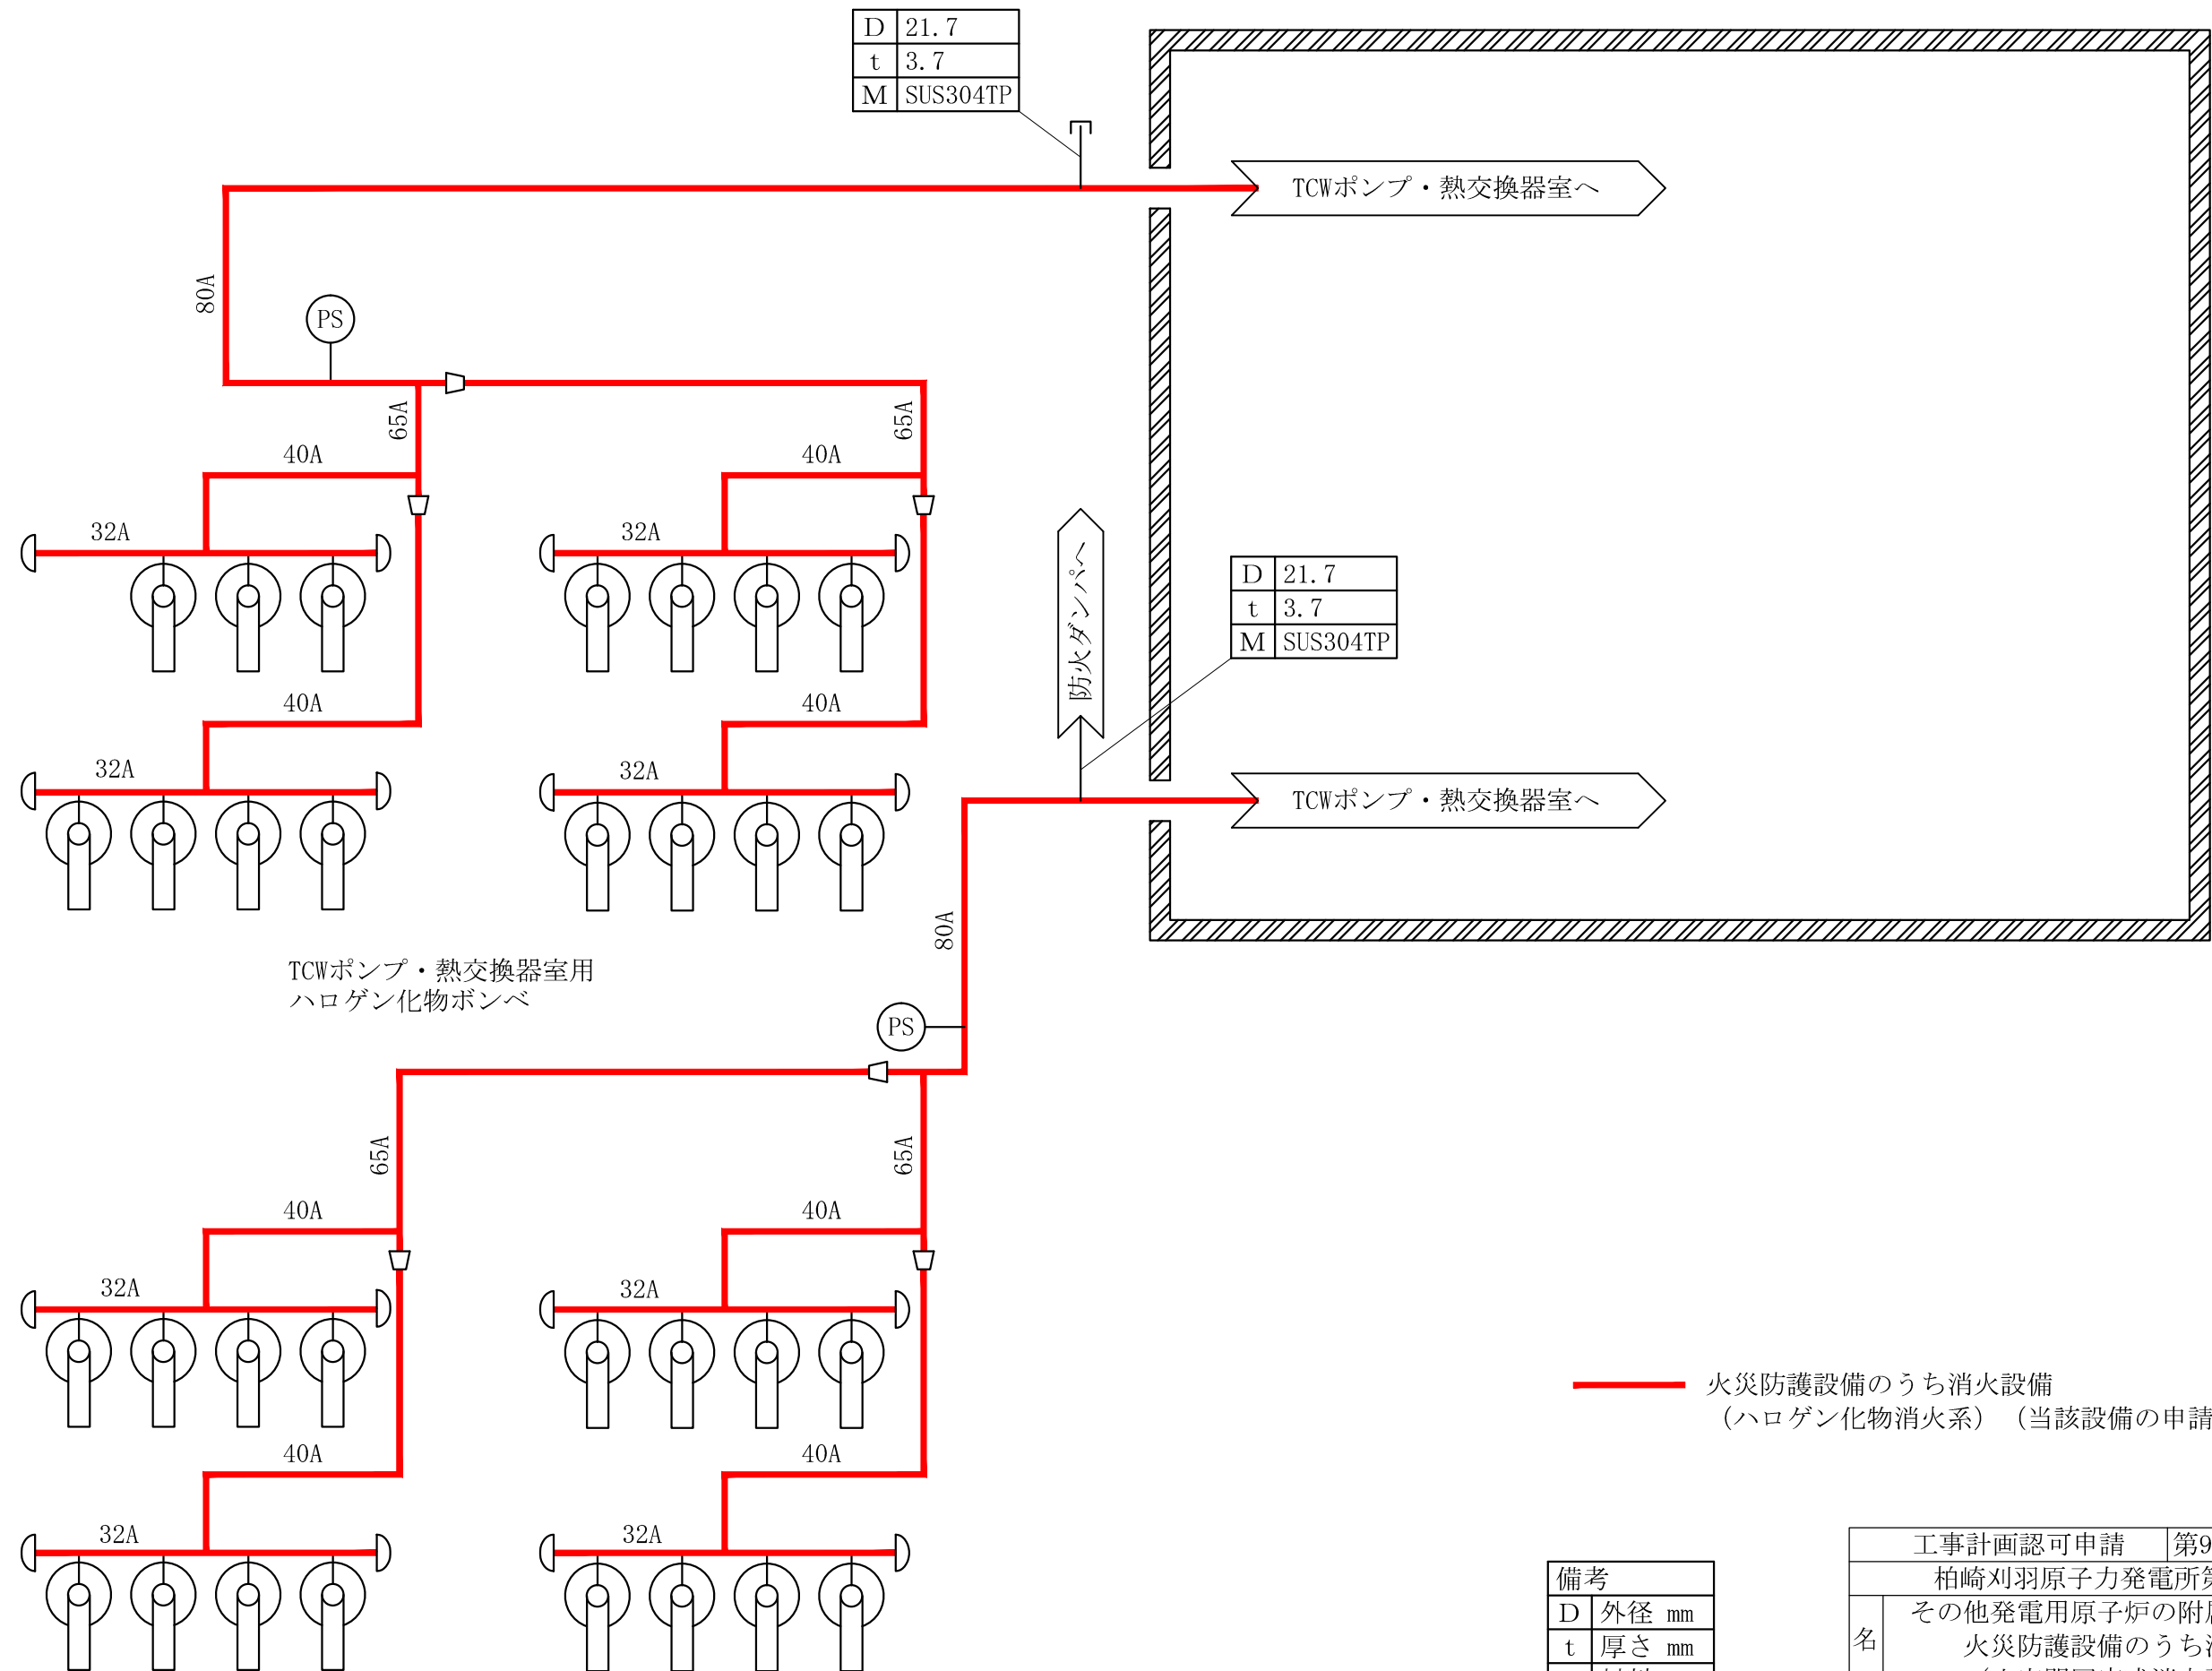 D 21.7
t 3.7
M SUS304TP
TCWポンプ・熱交換器室へ
80A
PS
65A
65A
40A
40A
32A
32A
防火ダンパへ
D 21.7
t 3.7
M SUS304TP
40A
40A
32A
32A
TCWポンプ・熱交換器室へ
80A
TCWポンプ・熱交換器室用
ハロゲン化物ボンベ
PS
65A
65A
40A
40A
32A
32A
火災防護設備のうち消火設備
（ハロゲン化物消火系）（当該設備の申請
40A
40A
32A
32A
備考
D 外径 mm
t 厚さ mm
工事計画認可申請 第9
柏崎刈羽原子力発電所第
名
その他発電用原子炉の附属
火災防護設備のうち